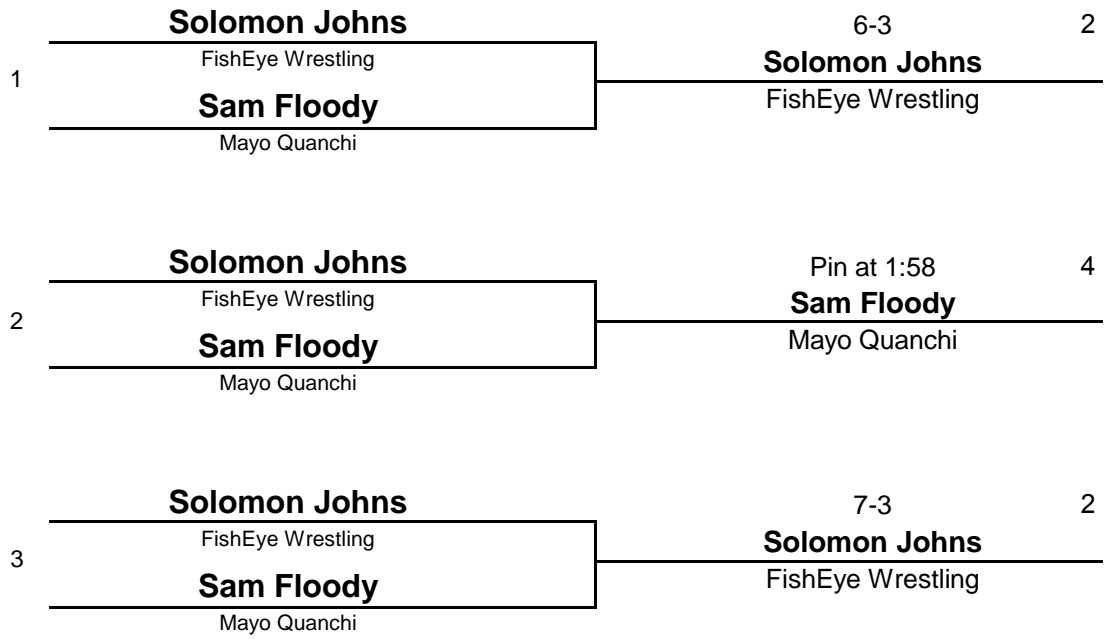 Solomon Johns
6-3
2
FishEye Wrestling
Solomon Johns
1
Sam Floody
FishEye Wrestling
Mayo Quanchi
Solomon Johns
Pin at 1:58
4
FishEye Wrestling
Sam Floody
2
Sam Floody
Mayo Quanchi
Mayo Quanchi
Solomon Johns
7-3
2
FishEye Wrestling
Solomon Johns
3
Sam Floody
FishEye Wrestling
Mayo Quanchi